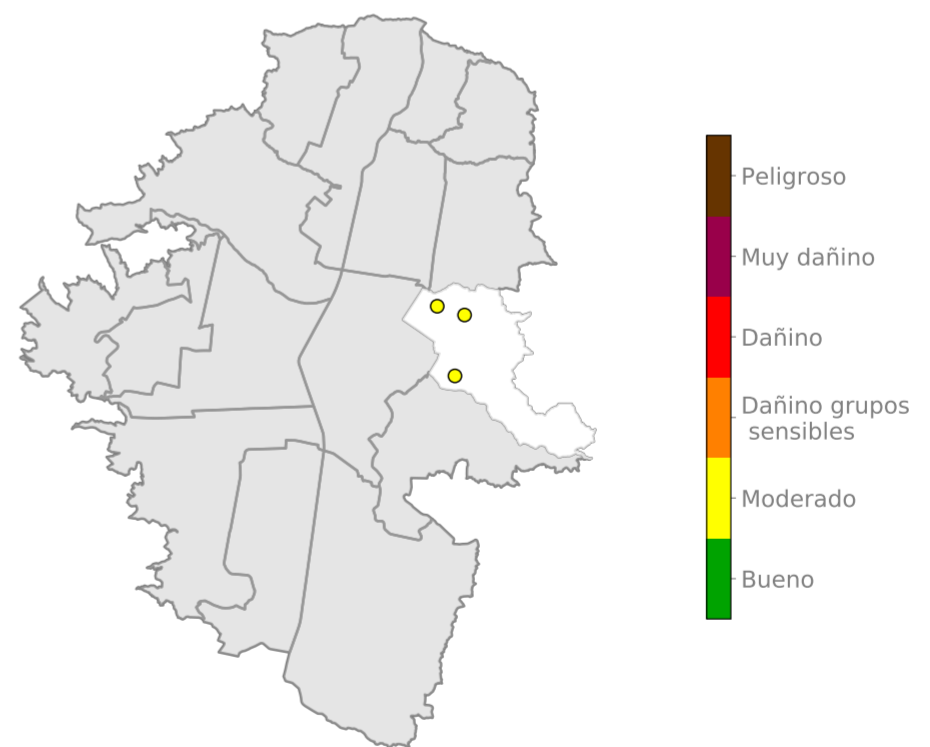 Peligroso
Muy dañino
Dañino
Dañino grupos
sensibles
Moderado
Bueno